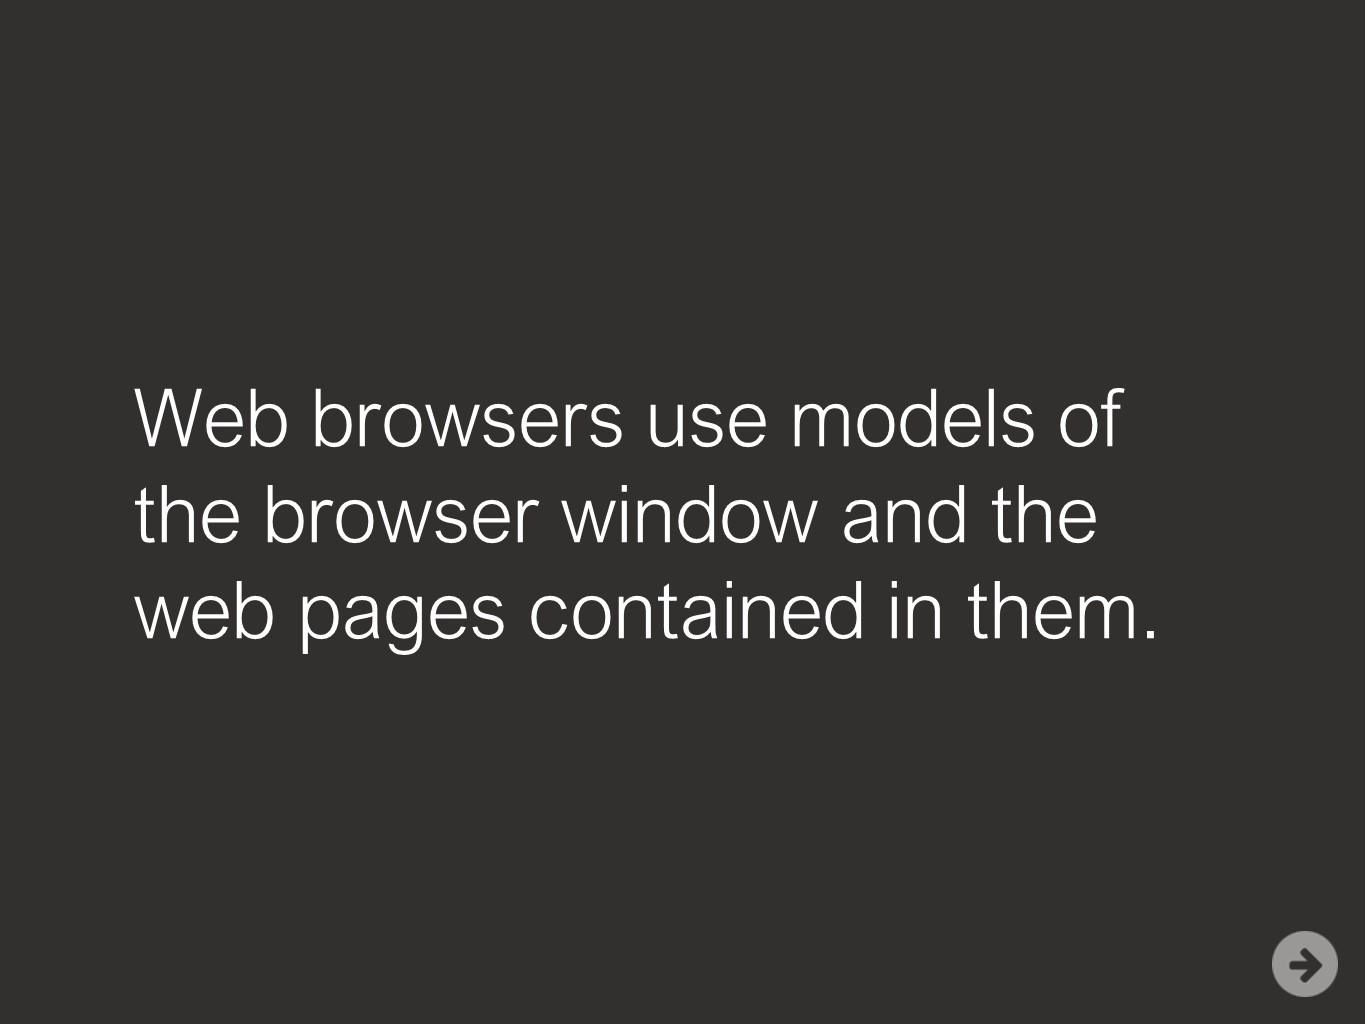 Web browsers use models of
the browser window and the
web pages contained in them.